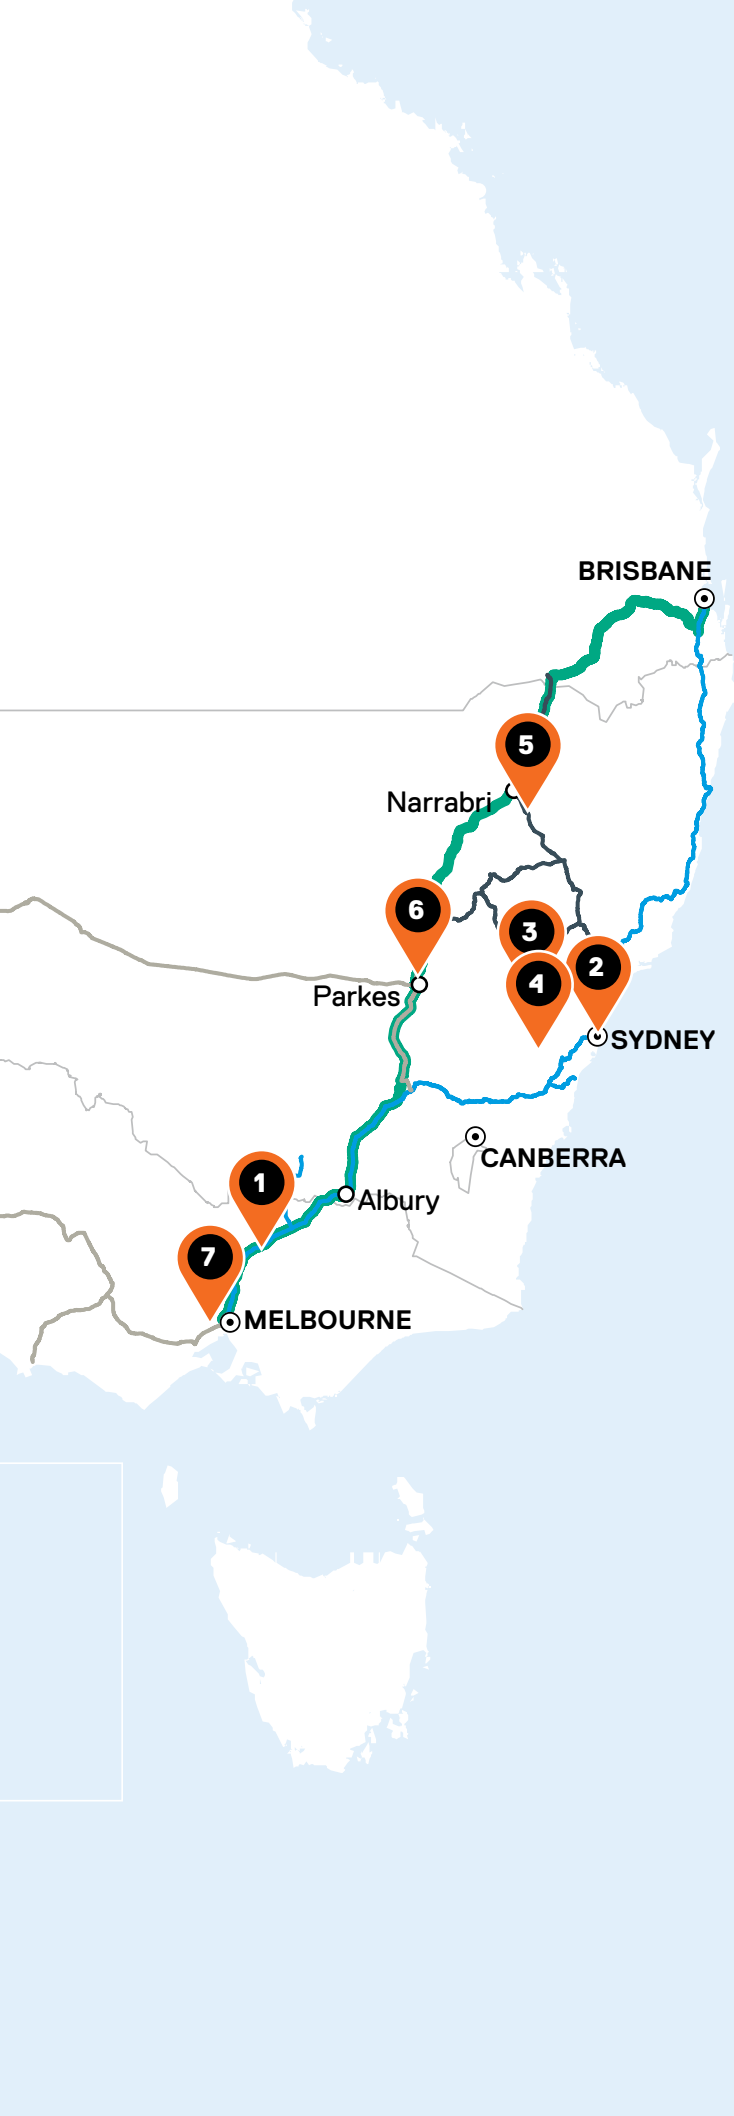 BRISBANE
5
Narrabri
6
3
2
4
Parkes
SYDNEY
CANBERRA
1
Albury
7
MELBOURNE